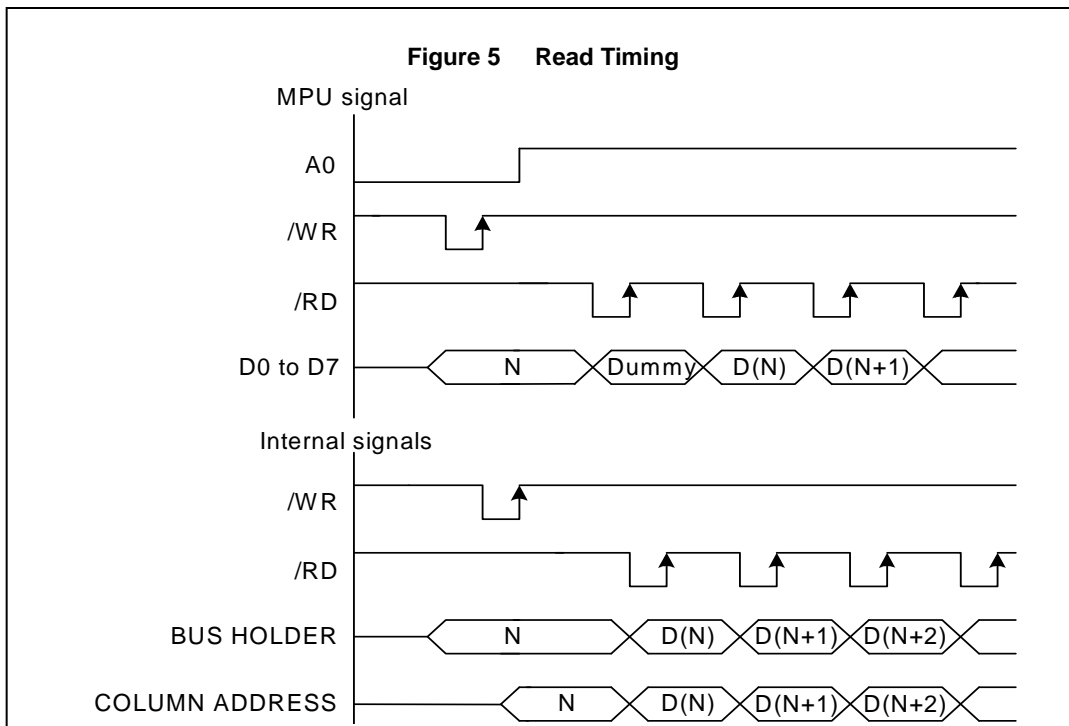 Figure 5 Read Timing
MPU signal
A0
/WR
/RD
D0 to D7 N Dummy D(N) D(N+1)
Internal signals
/WR
/RD
BUS HOLDER N D(N) D(N+1) D(N+2)
COLUMN ADDRESS N D(N) D(N+1) D(N+2)